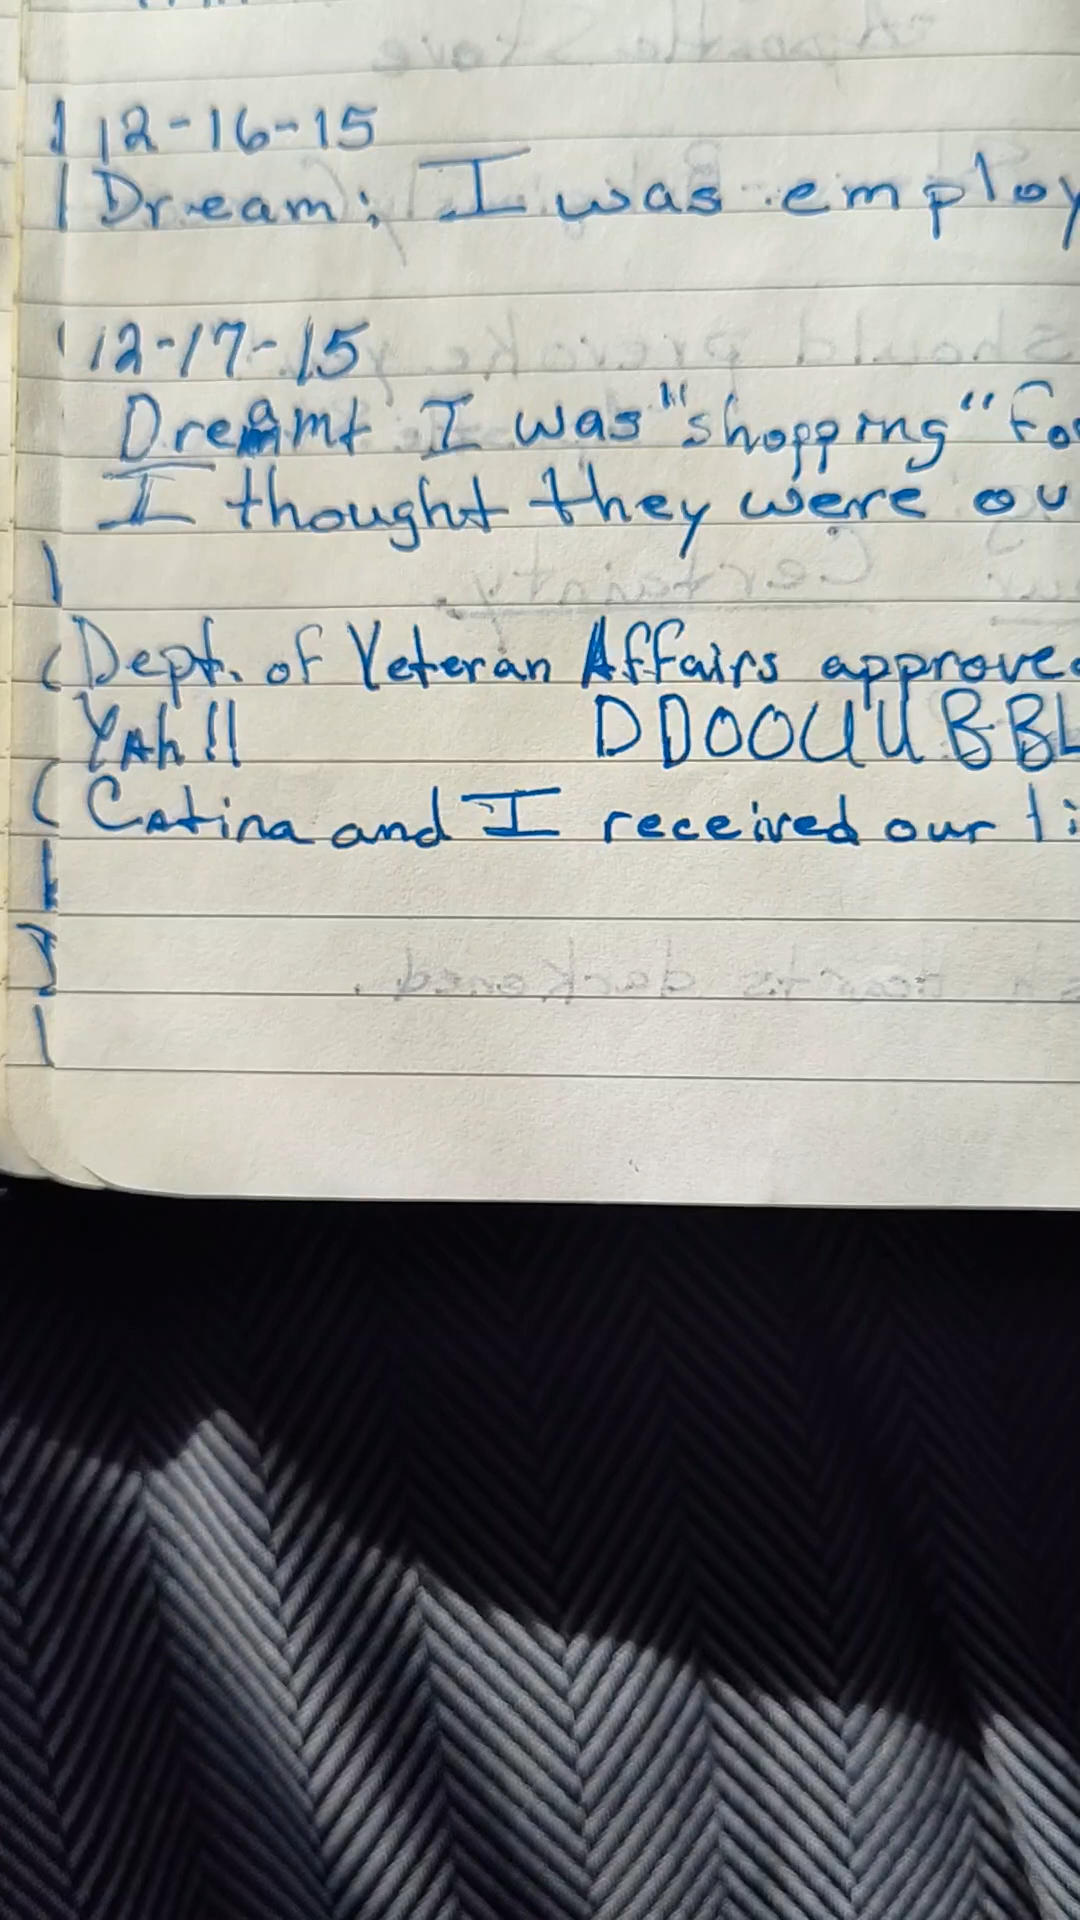 12-16-15
Dream; I was employ
12-17-15
Dreamt I was "shopping" fo
I thought they were ou
Dept. of Veteran Affairs approve
YAh!!          DDOOUUBBL
Catina and I received our li